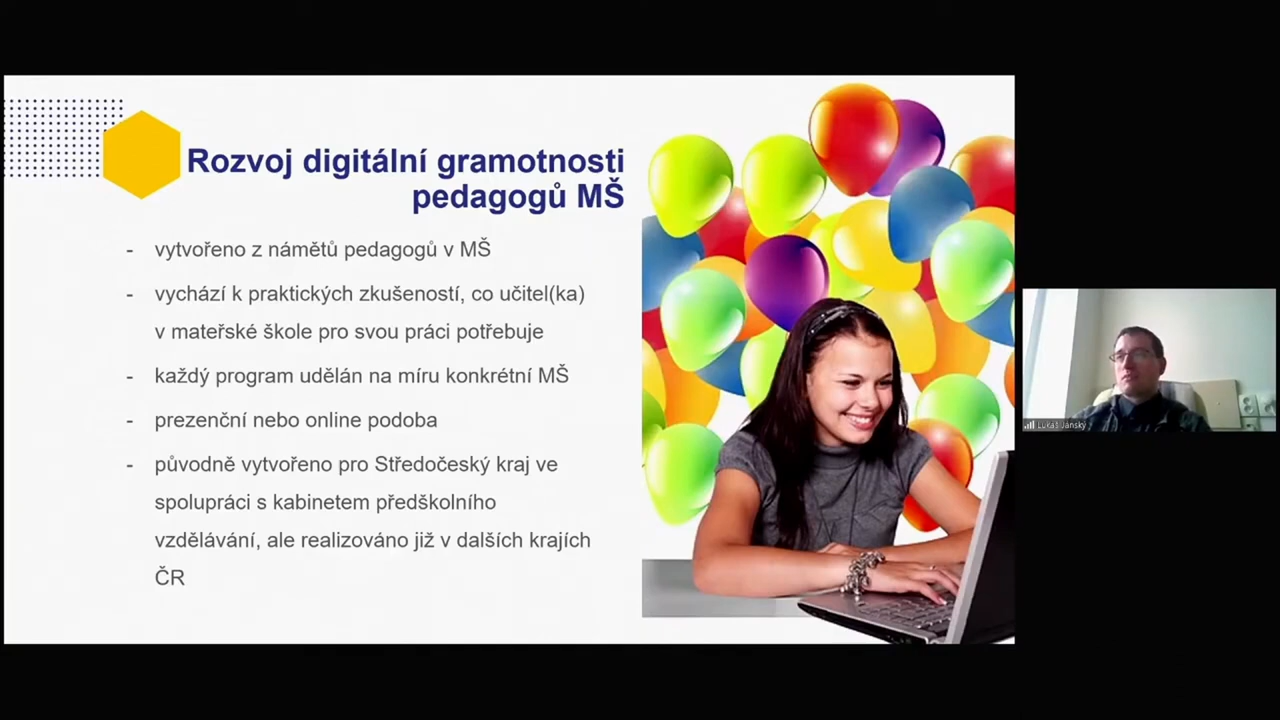 Rozvoj digitální gramotnosti
pedagogů MŠ
- vytvořeno z námětů pedagogů v MŠ
- vychází k praktických zkušeností, co učitel(ka)
v mateřské škole pro svou práci potřebuje
- každý program udělán na míru konkrétní MŠ
- prezenční nebo online podoba
- původně vytvořeno pro Středočeský kraj ve
spolupráci s kabinetem předškolního
vzdělávání, ale realizováno již v dalších krajích
ČR
Lukáš Jánský